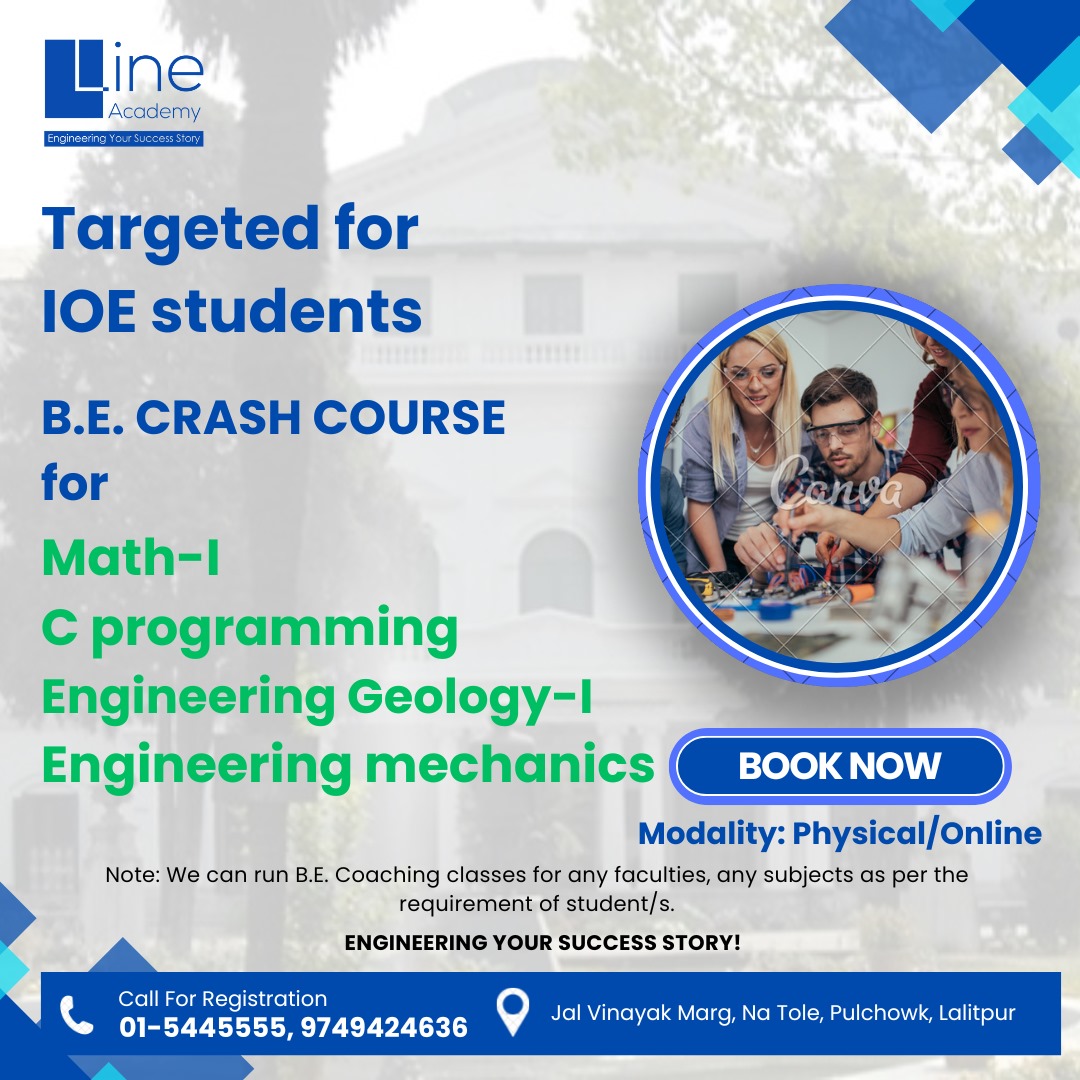 Line
Academy
Engineering Your Success Story
Targeted for
IOE students
B.E. CRASH COURSE
for
Math-I
C programming
Engineering Geology-I
Engineering mechanics
Canva
BOOK NOW
Modality: Physical/Online
Note: We can run B.E. Coaching classes for any faculties, any subjects as per the
requirement of student/s.
ENGINEERING YOUR SUCCESS STORY!
Call For Registration
01-5445555, 9749424636
Jal Vinayak Marg, Na Tole, Pulchowk, Lalitpur